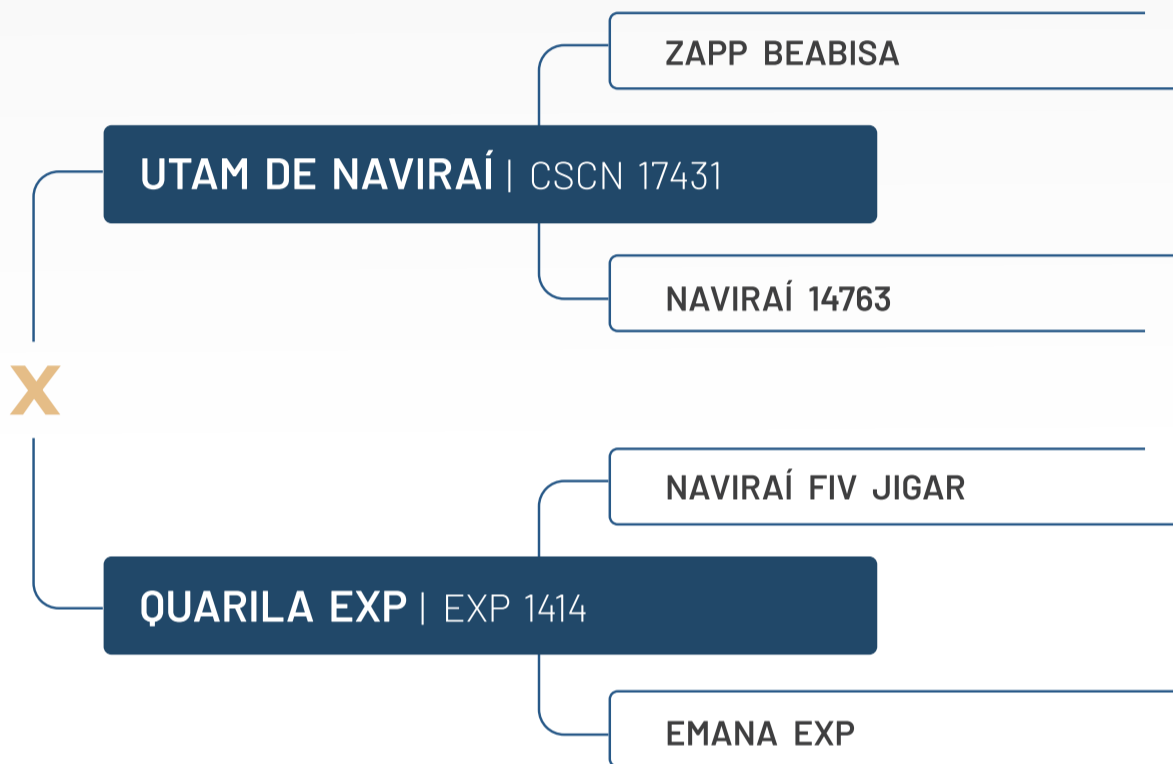 ZAPP BEABISA
UTAM DE NAVIRAÍ | CSCN 17431
NAVIRAÍ 14763
X
NAVIRAÍ FIV JIGAR
QUARILA EXP | EXP 1414
EMANA EXP